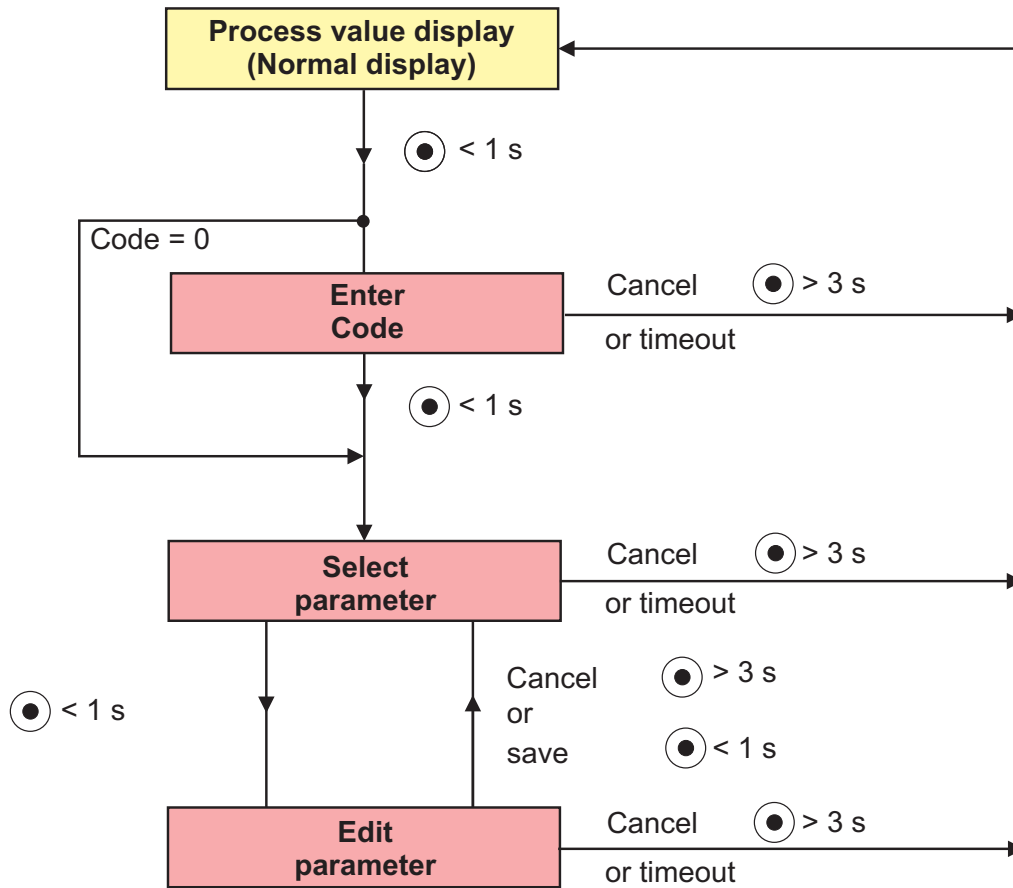 Process value display
(Normal display)
< 1 s
Code = 0
Enter
Code
Cancel > 3 s
or timeout
< 1 s
Select
parameter
Cancel > 3 s
or timeout
< 1 s
Cancel > 3 s
or
save < 1 s
Edit
parameter
Cancel > 3 s
or timeout